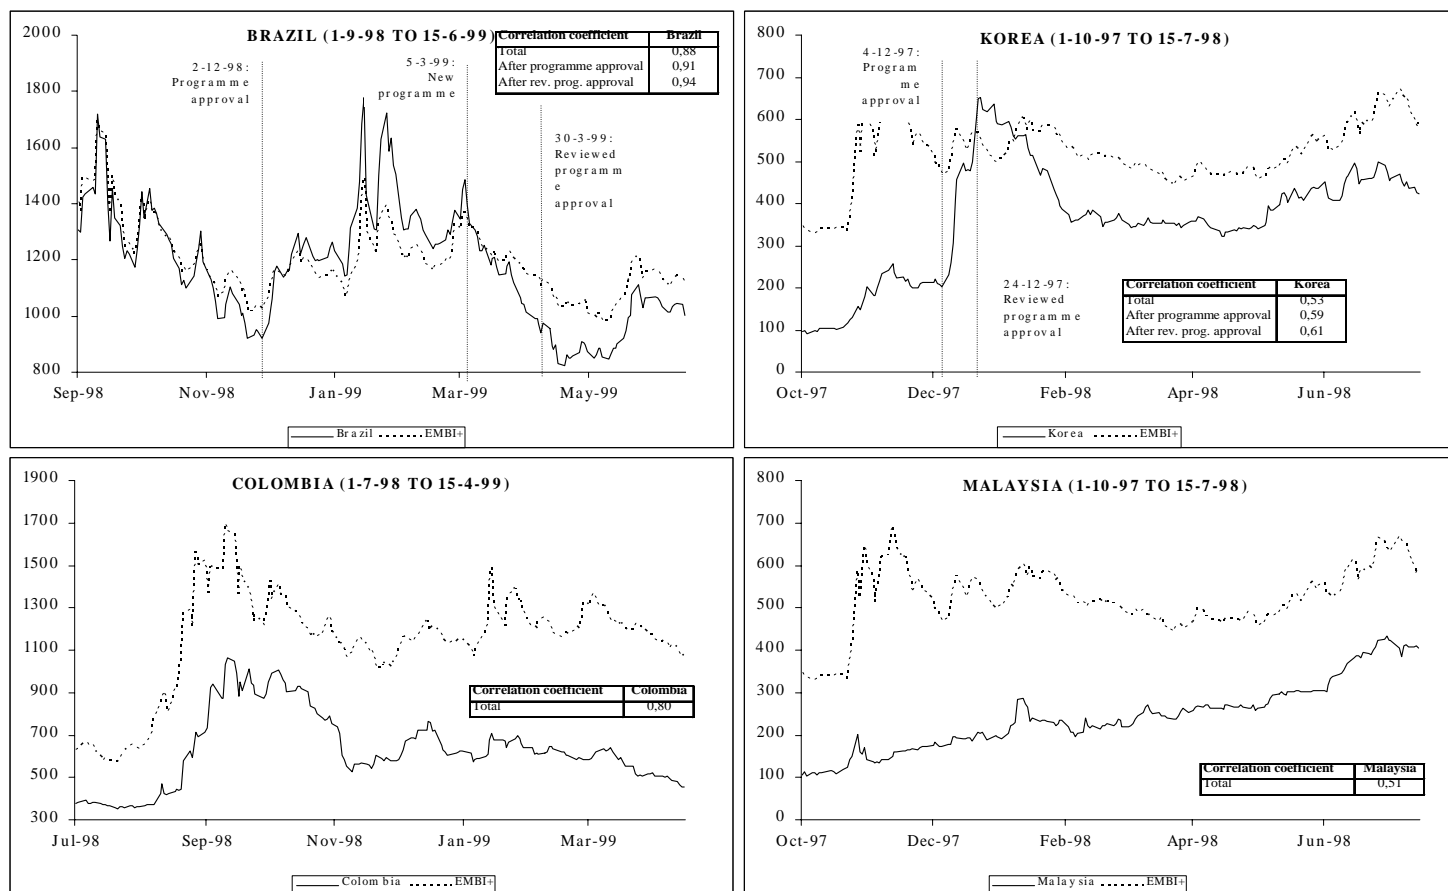 BRAZIL (1-9-98 TO 15-6-99)
Correlation coefficient Brazil
Total 0,88
After programme approval 0,91
After rev. prog. approval 0,94
2-12-98:
Programme
approval
5-3-99:
New
programme
30-3-99:
Reviewed
programm
e
approval
2000
1800
1600
1400
1200
1000
800
Sep-98 Nov-98 Jan-99 Mar-99 May-99
Brazil EMBI+
KOREA (1-10-97 TO 15-7-98)
4-12-97:
Program
me
approval
24-12-97:
Reviewed
programme
approval
Correlation coefficient Korea
Total 0,53
After programme approval 0,59
After rev. prog. approval 0,61
800
700
600
500
400
300
200
100
0
Oct-97 Dec-97 Feb-98 Apr-98 Jun-98
Korea EMBI+
COLOMBIA (1-7-98 TO 15-4-99)
Correlation coefficient Colombia
Total 0,80
1900
1700
1500
1300
1100
900
700
500
300
Jul-98 Sep-98 Nov-98 Jan-99 Mar-99
Colombia EMBI+
MALAYSIA (1-10-97 TO 15-7-98)
Correlation coefficient Malaysia
Total 0,51
800
700
600
500
400
300
200
100
0
Oct-97 Dec-97 Feb-98 Apr-98 Jun-98
Malaysia EMBI+